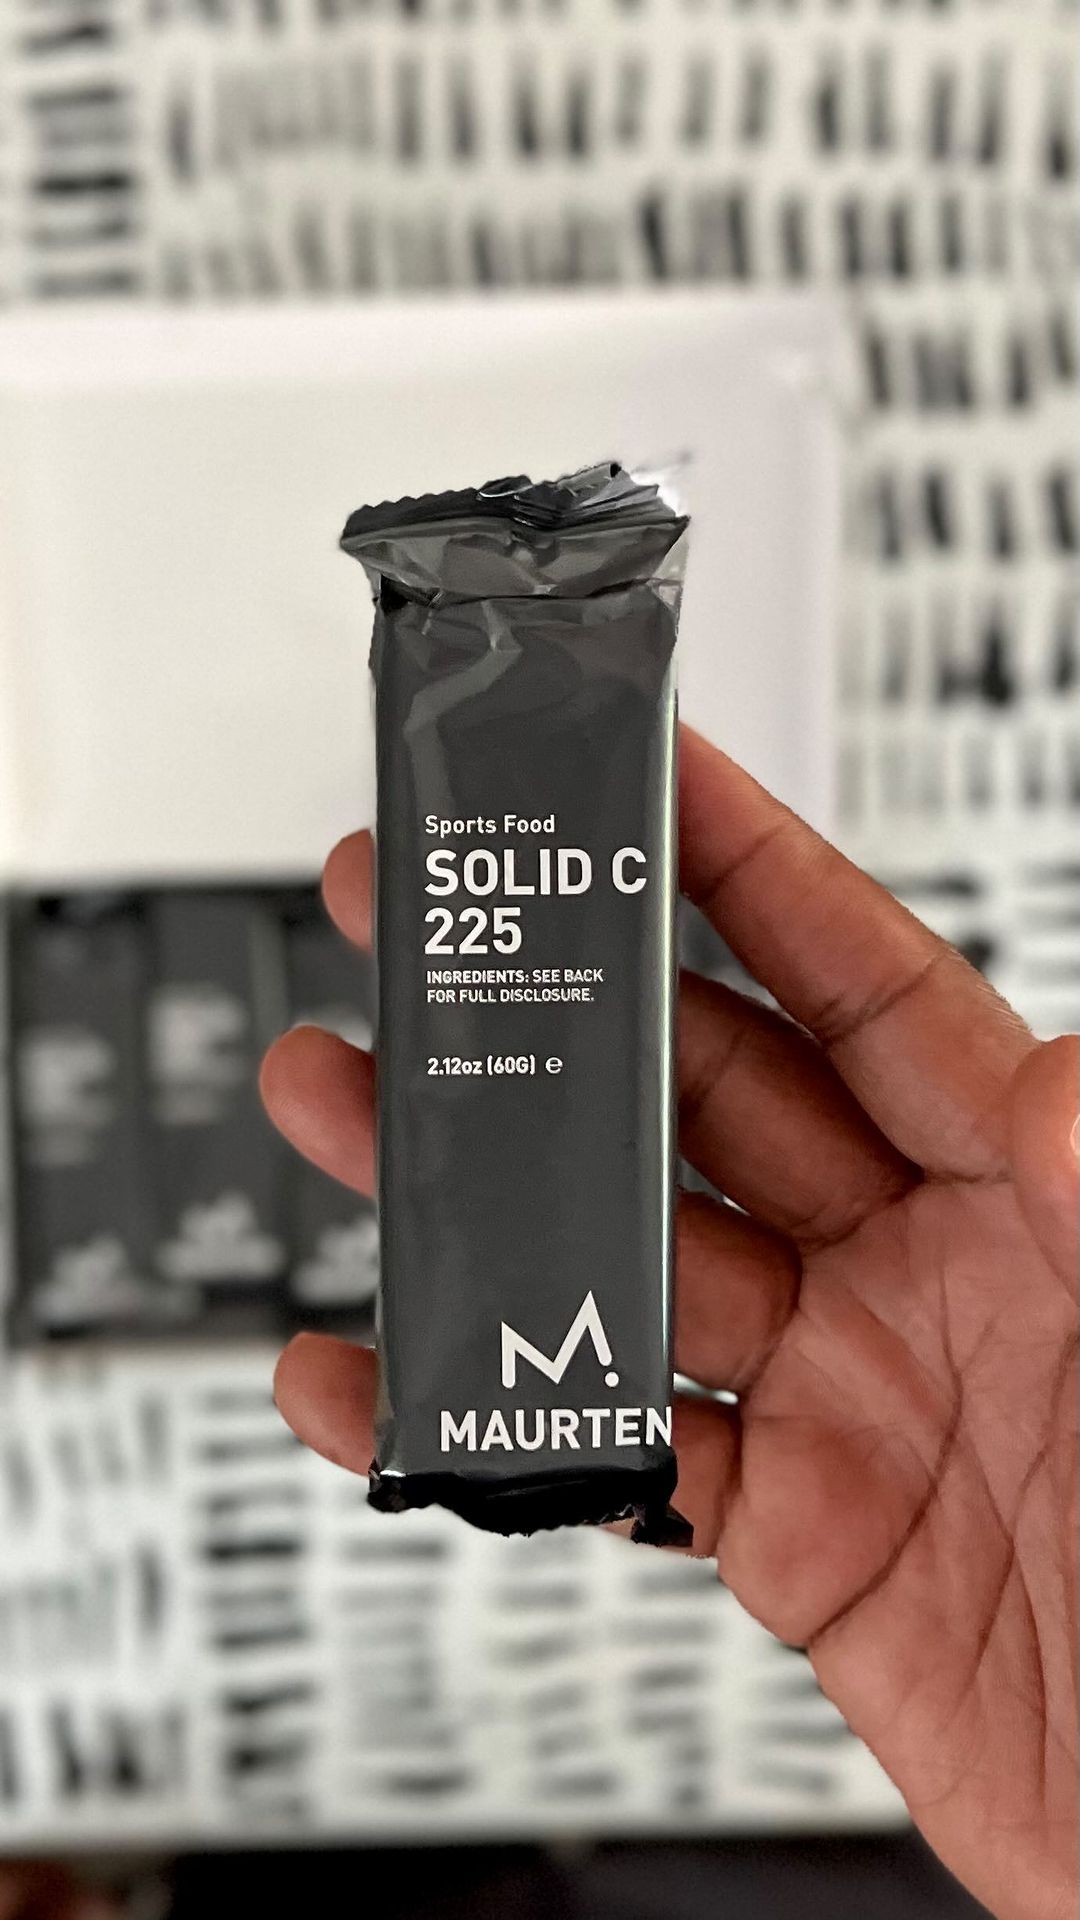 Sports Food
SOLID C
225
INGREDIENTS: SEE BACK
FOR FULL DISCLOSURE.
2.12oz (60G) ℮
M.
MAURTEN